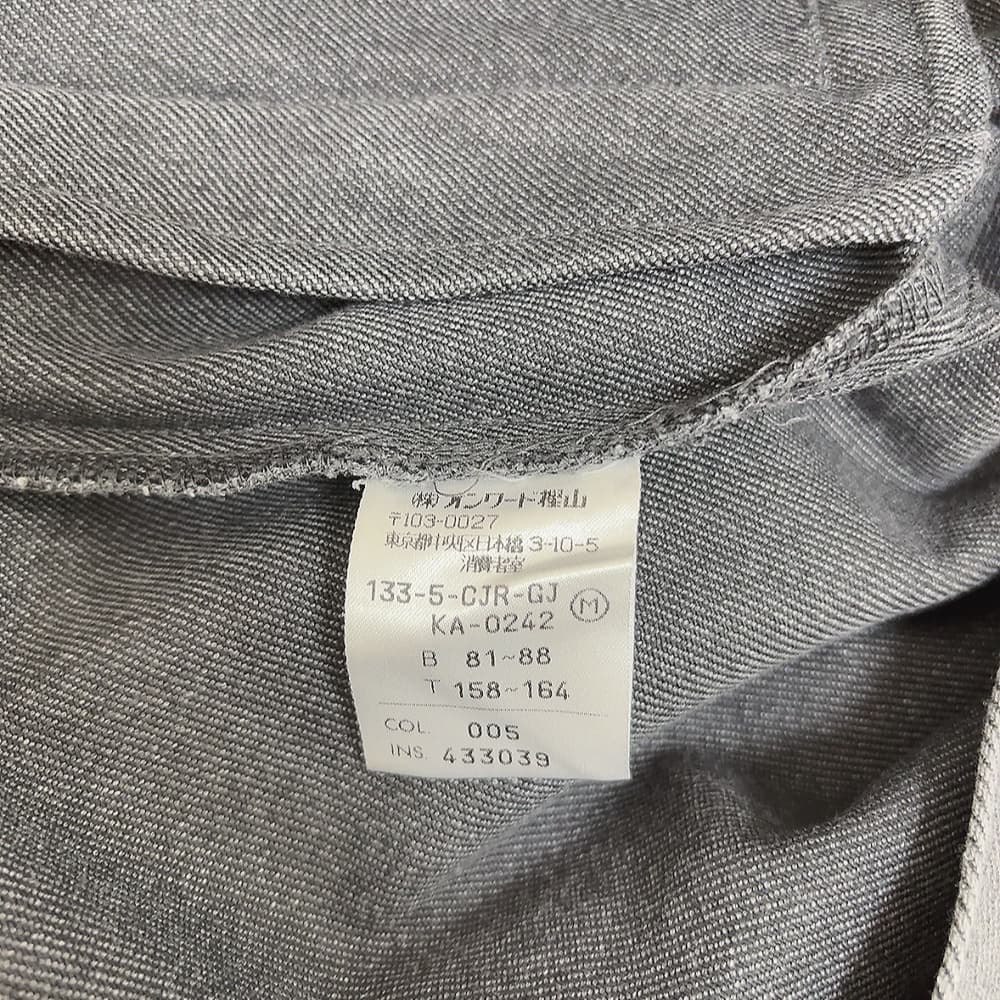 (株)オンワード樫山
〒103-0027
東京都中央区日本橋 3-10-5
消費者室
133-5-CJR-GJ Ⓜ
KA-0242
B 81~88
T 158~164
COL. 005
INS. 433039